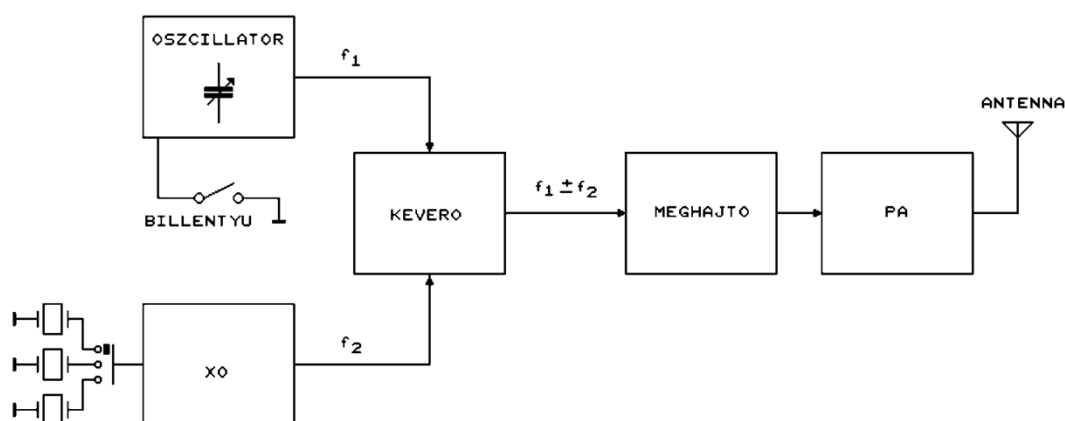 OSZCILLATOR
f1
ANTENNA
BILLENTYU
KEVERO
f1 ± f2
MEGHAJTO
PA
f2
XO